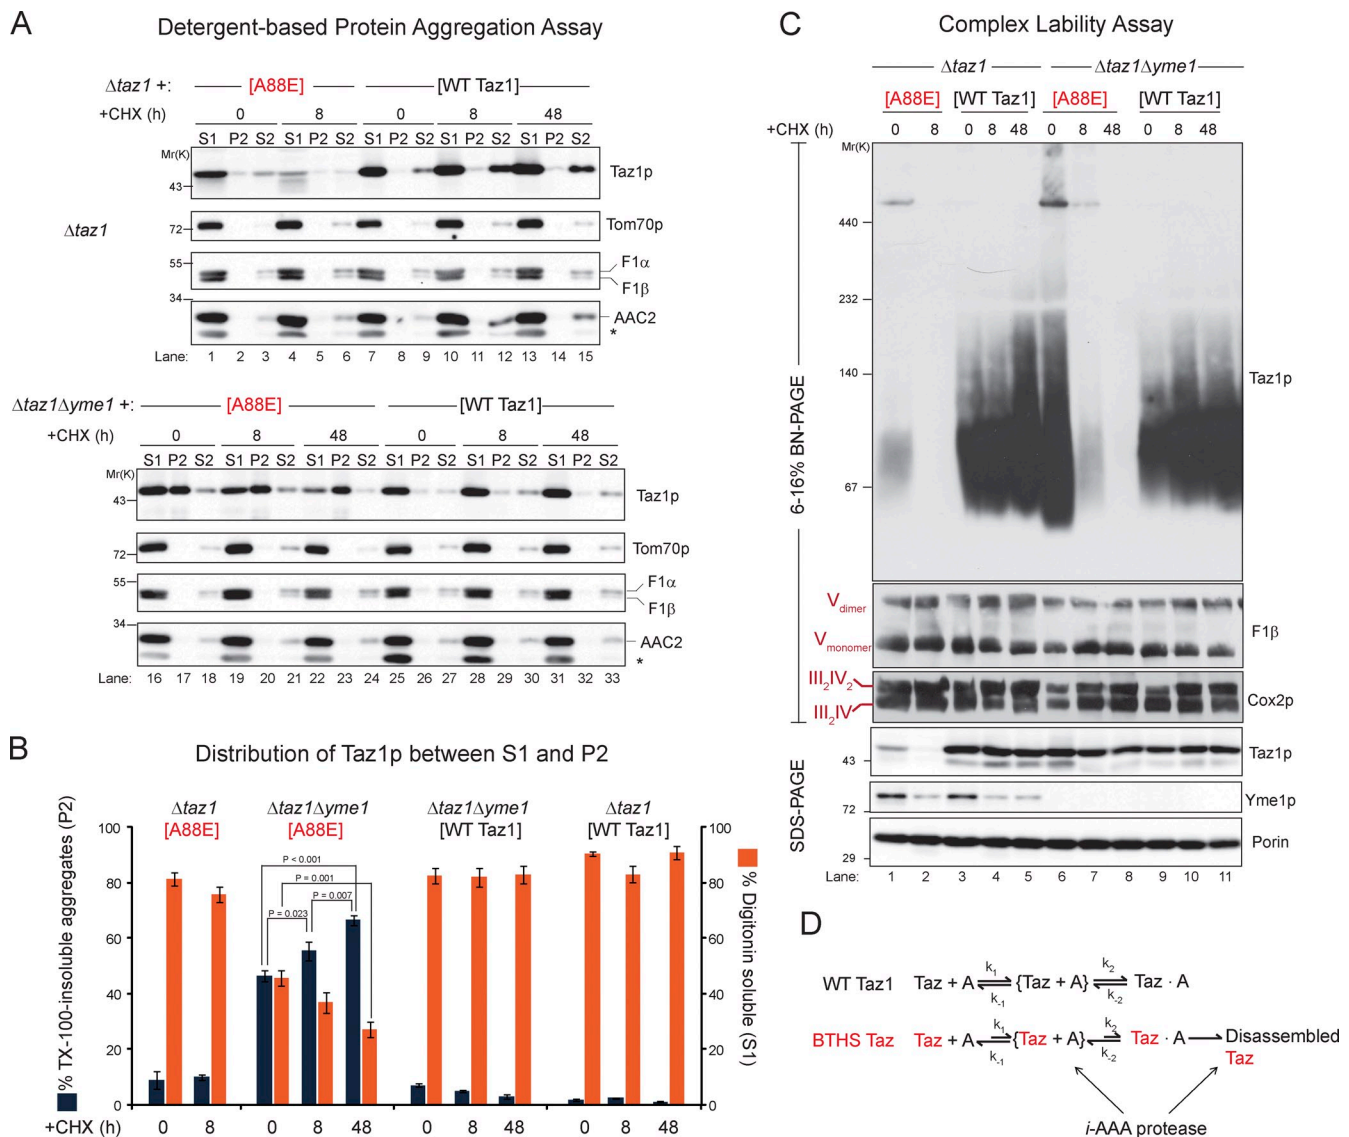 A
Detergent-based Protein Aggregation Assay
Δtaz1 +: [A88E] [WT Taz1]
+CHX (h) 0 8 0 8 48
S1 P2 S2 S1 P2 S2 S1 P2 S2 S1 P2 S2 S1 P2 S2
Mr(K)
43 Taz1p
Δtaz1
72 Tom70p
55 F1α
F1β
34 AAC2
*
Lane: 1 2 3 4 5 6 7 8 9 10 11 12 13 14 15
Δtaz1Δyme1 +: [A88E] [WT Taz1]
+CHX (h) 0 8 48 0 8 48
S1 P2 S2 S1 P2 S2 S1 P2 S2 S1 P2 S2 S1 P2 S2 S1 P2 S2
Mr(K)
43 Taz1p
72 Tom70p
55 F1α
F1β
34 AAC2
*
Lane: 16 17 18 19 20 21 22 23 24 25 26 27 28 29 30 31 32 33
B
Distribution of Taz1p between S1 and P2
Δtaz1 Δtaz1Δyme1 Δtaz1Δyme1 Δtaz1
[A88E] [A88E] [WT Taz1] [WT Taz1]
% TX-100-insoluble aggregates (P2)
100 80 60 40 20 0
P < 0.001
P = 0.001
P = 0.007
P = 0.023
100 80 60 40 20 0
% Digitonin soluble (S1)
+CHX (h) 0 8 0 8 48 0 8 48 0 8 48
C
Complex Lability Assay
Δtaz1 Δtaz1Δyme1
[A88E] [WT Taz1] [A88E] [WT Taz1]
+CHX (h) 0 8 0 8 48 0 8 48 0 8 48
Mr(K)
440
232
140 Taz1p
67
6-16% BN-PAGE
Vdimer
Vmonomer
F1β
III2IV2
III2IV
Cox2p
SDS-PAGE
43 Taz1p
72 Yme1p
29 Porin
Lane: 1 2 3 4 5 6 7 8 9 10 11
D
WT Taz1 Taz + A k1 k-1 {Taz + A} k2 k-2 Taz · A
BTHS Taz Taz + A k1 k-1 {Taz + A} k2 k-2 Taz · A Disassembled
Taz
i-AAA protease